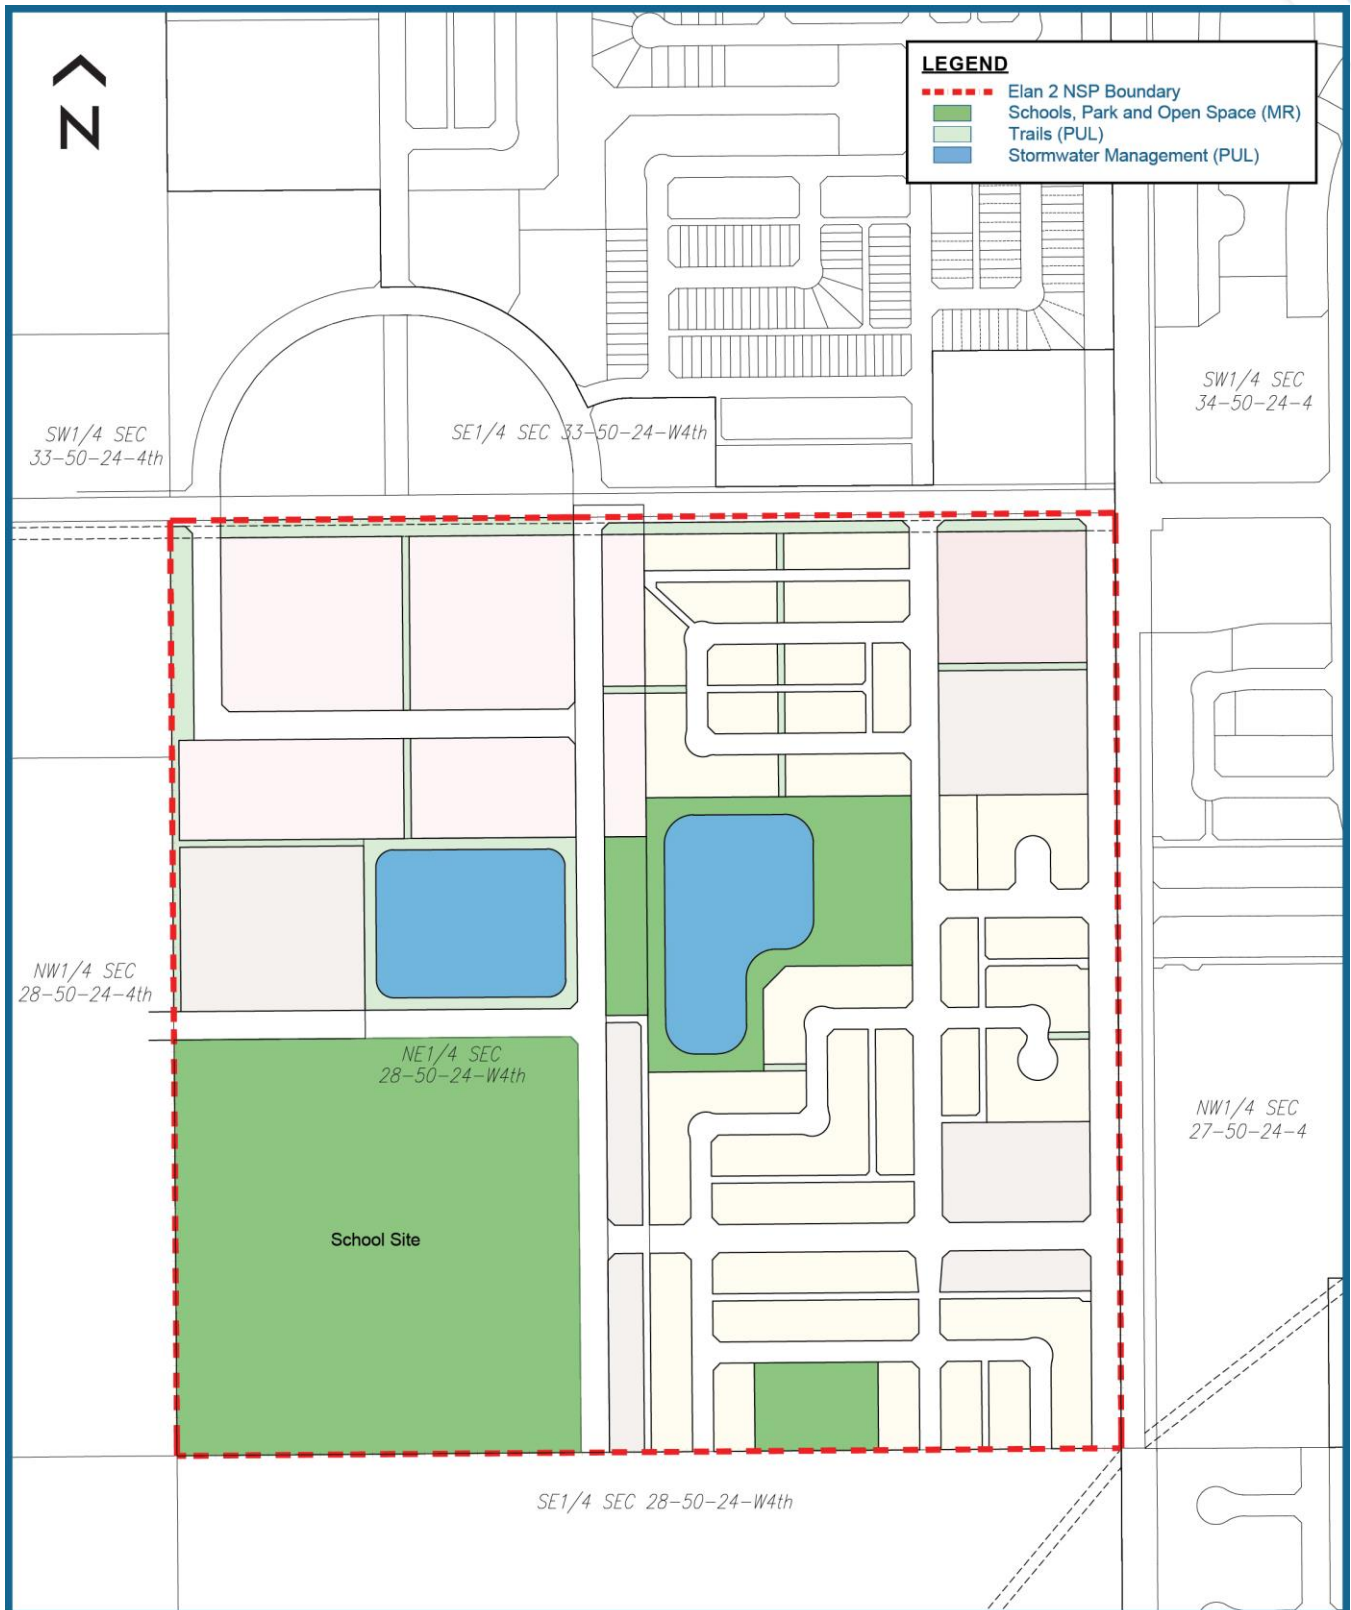 N
LEGEND
Elan 2 NSP Boundary
Schools, Park and Open Space (MR)
Trails (PUL)
Stormwater Management (PUL)
SW1/4 SEC
34-50-24-4
SW1/4 SEC
33-50-24-4th
SE1/4 SEC 33-50-24-W4th
NW1/4 SEC
28-50-24-4th
NE1/4 SEC
28-50-24-W4th
NW1/4 SEC
27-50-24-4
School Site
SE1/4 SEC 28-50-24-W4th